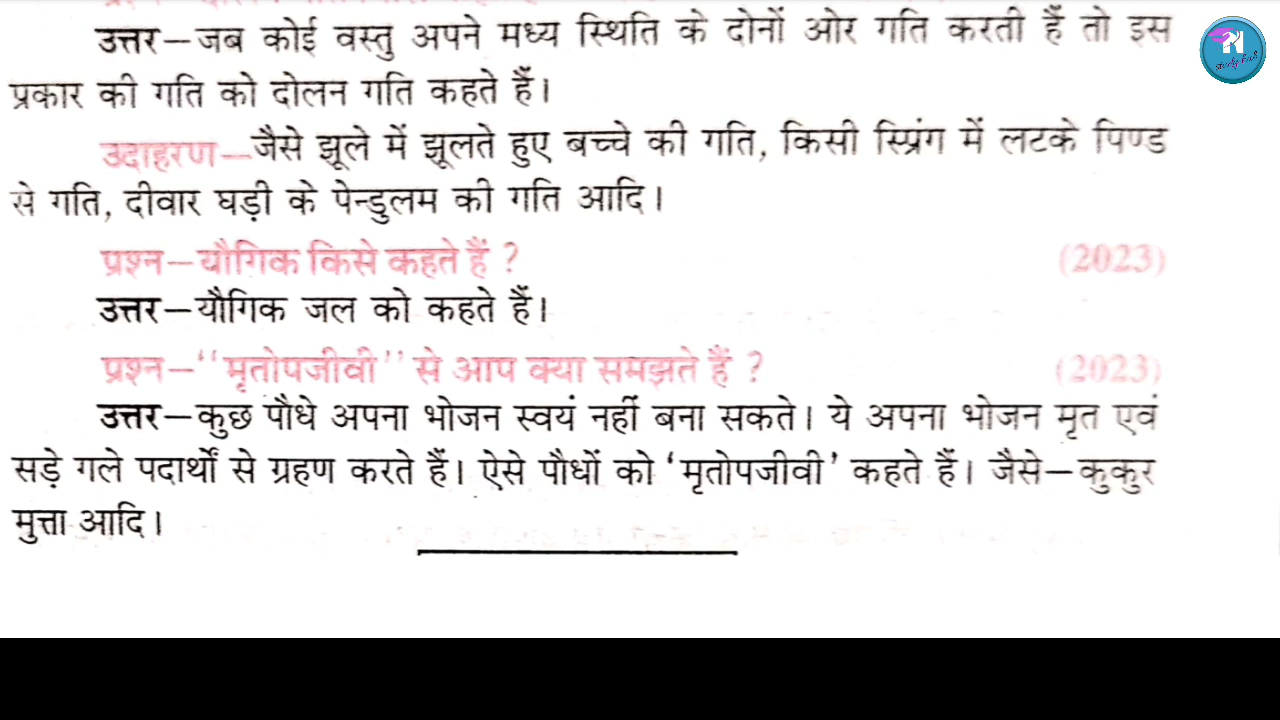 उत्तर–जब कोई वस्तु अपने मध्य स्थिति के दोनों ओर गति करती हैं तो इस
प्रकार की गति को दोलन गति कहते हैं।
उदाहरण–जैसे झूले में झूलते हुए बच्चे की गति, किसी स्प्रिंग में लटके पिण्ड
से गति, दीवार घड़ी के पेन्डुलम की गति आदि।
प्रश्न–यौगिक किसे कहते हैं ? (2023)
उत्तर–यौगिक जल को कहते हैं।
प्रश्न–‘‘मृतोपजीवी’’ से आप क्या समझते हैं ? (2023)
उत्तर–कुछ पौधे अपना भोजन स्वयं नहीं बना सकते। ये अपना भोजन मृत एवं
सड़े गले पदार्थों से ग्रहण करते हैं। ऐसे पौधों को ‘मृतोपजीवी’ कहते हैं। जैसे–कुकुर
मुत्ता आदि।
N
study hub